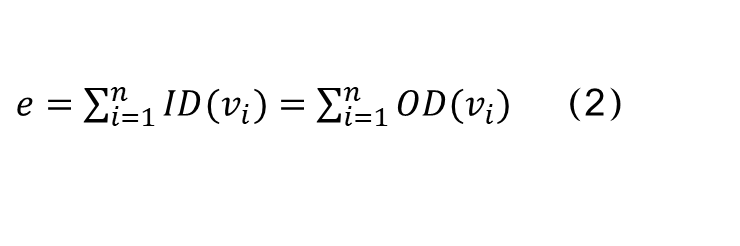 e = ∑ⁿᵢ₌₁ ID(vᵢ) = ∑ⁿᵢ₌₁ OD(vᵢ) (2)